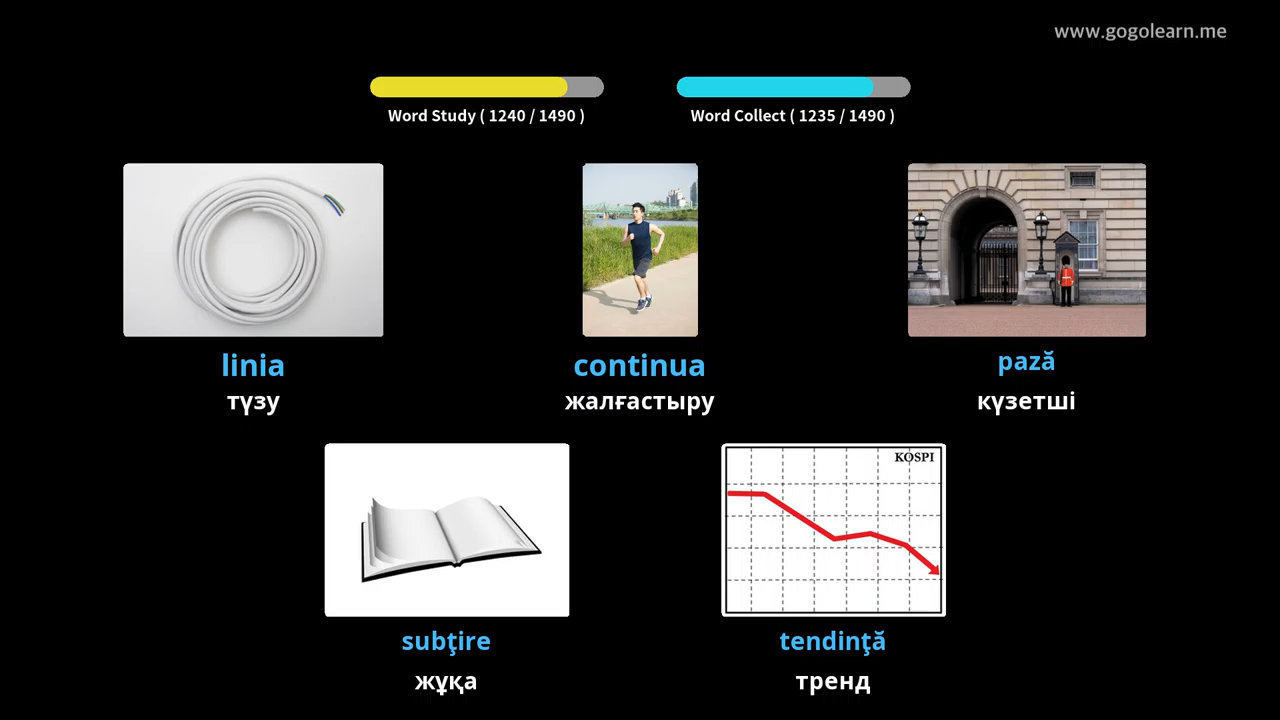 www.gogolearn.me
Word Study ( 1240 / 1490 )
Word Collect ( 1235 / 1490 )
linia
түзу
continua
жалғастыру
pază
күзетші
KOSPI
subţire
жұқа
tendinţă
тренд